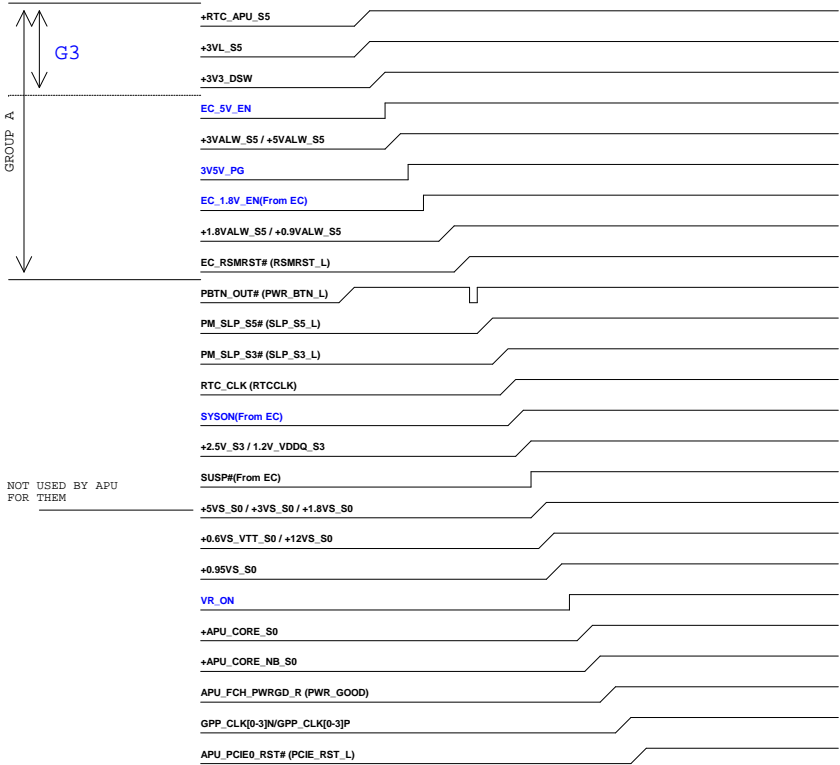 +RTC_APU_S5
+3VL_S5
G3
+3V3_DSW
EC_5V_EN
GROUP A
+3VALW_S5 / +5VALW_S5
3V5V_PG
EC_1.8V_EN(From EC)
+1.8VALW_S5 / +0.9VALW_S5
EC_RSMRST# (RSMRST_L)
PBTN_OUT# (PWR_BTN_L)
PM_SLP_S5# (SLP_S5_L)
PM_SLP_S3# (SLP_S3_L)
RTC_CLK (RTCCLK)
SYSON(From EC)
+2.5V_S3 / 1.2V_VDDQ_S3
SUSP#(From EC)
NOT USED BY APU
FOR THEM
+5VS_S0 / +3VS_S0 / +1.8VS_S0
+0.6VS_VTT_S0 / +12VS_S0
+0.95VS_S0
VR_ON
+APU_CORE_S0
+APU_CORE_NB_S0
APU_FCH_PWRGD_R (PWR_GOOD)
GPP_CLK[0-3]N/GPP_CLK[0-3]P
APU_PCIE0_RST# (PCIE_RST_L)